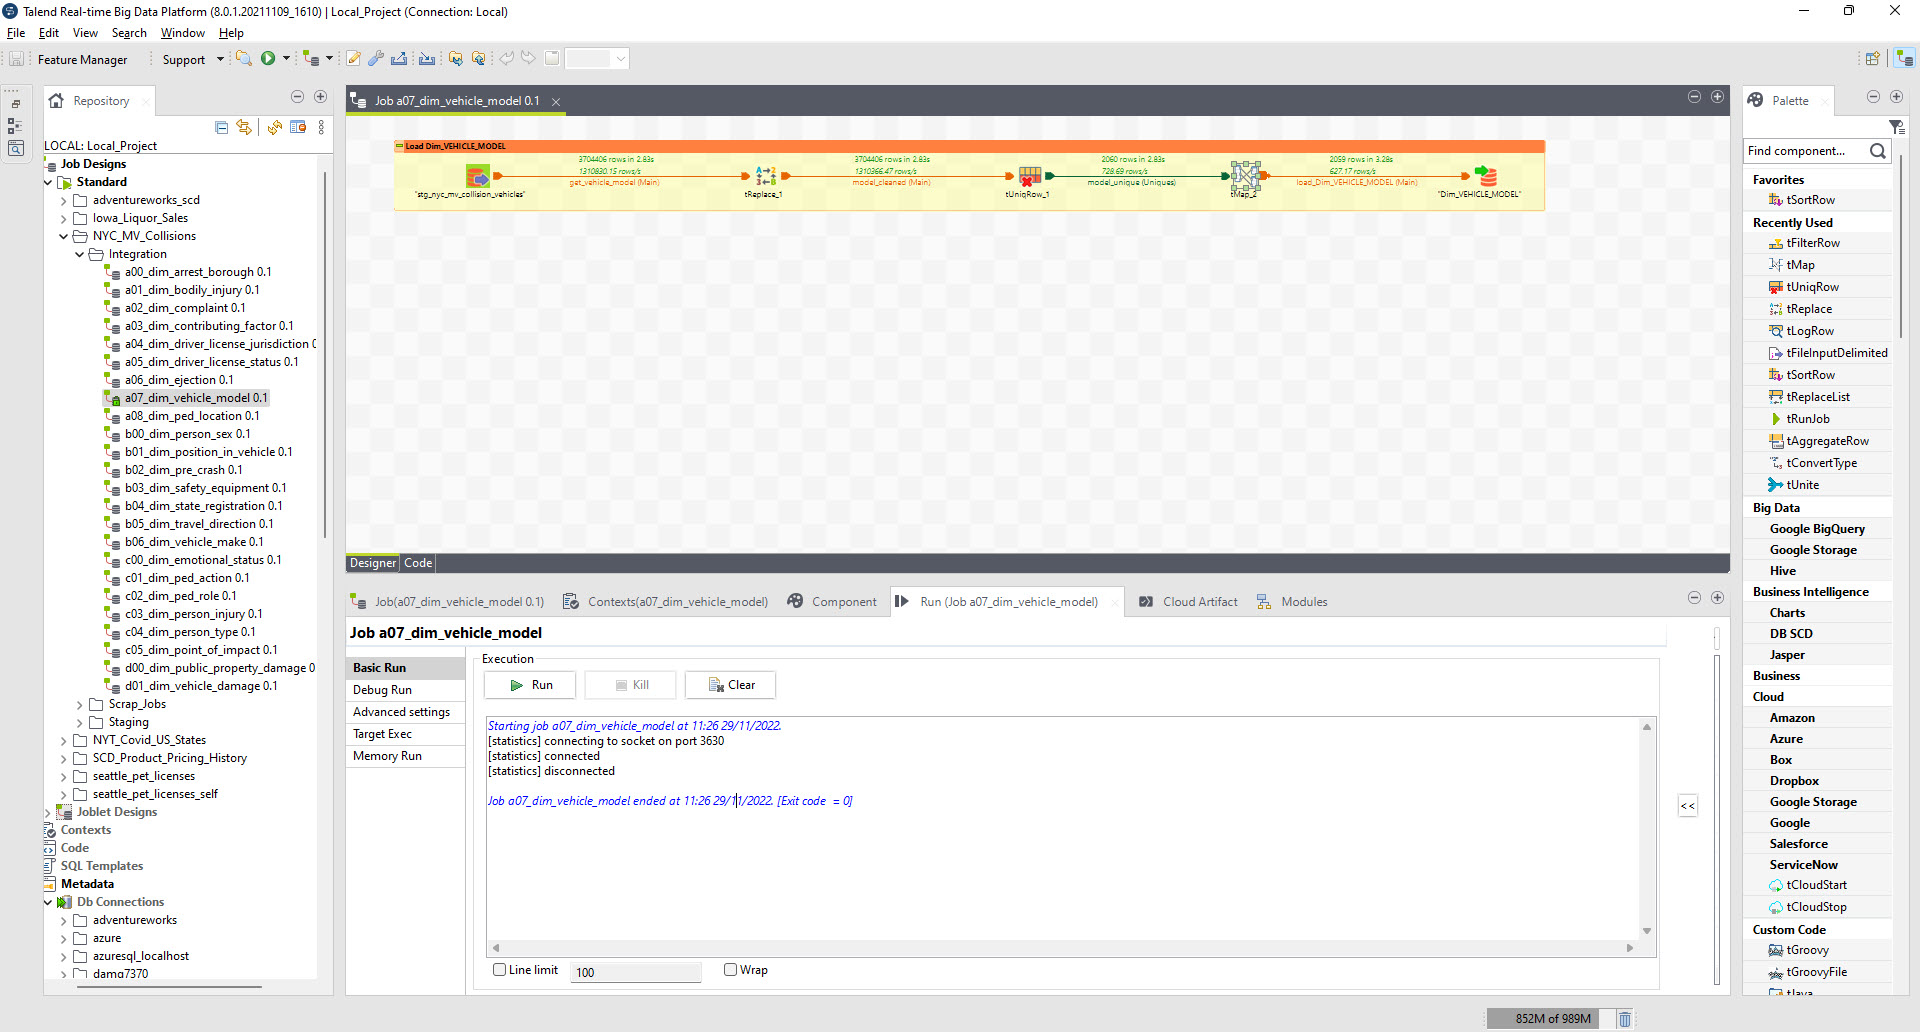 Talend Real-time Big Data Platform (8.0.1.20211109_1610) | Local_Project (Connection: Local)
File Edit View Search Window Help
Feature Manager Support
Repository
LOCAL: Local_Project
Job Designs
Standard
adventureworks_scd
Iowa_Liquor_Sales
NYC_MV_Collisions
Integration
a00_dim_arrest_borough 0.1
a01_dim_bodily_injury 0.1
a02_dim_complaint 0.1
a03_dim_contributing_factor 0.1
a04_dim_driver_license_jurisdiction 0
a05_dim_driver_license_status 0.1
a06_dim_ejection 0.1
a07_dim_vehicle_model 0.1
a08_dim_ped_location 0.1
b00_dim_person_sex 0.1
b01_dim_position_in_vehicle 0.1
b02_dim_pre_crash 0.1
b03_dim_safety_equipment 0.1
b04_dim_state_registration 0.1
b05_dim_travel_direction 0.1
b06_dim_vehicle_make 0.1
c00_dim_emotional_status 0.1
c01_dim_ped_action 0.1
c02_dim_ped_role 0.1
c03_dim_person_injury 0.1
c04_dim_person_type 0.1
c05_dim_point_of_impact 0.1
d00_dim_public_property_damage 0
d01_dim_vehicle_damage 0.1
Scrap_Jobs
Staging
NYT_Covid_US_States
SCD_Product_Pricing_History
seattle_pet_licenses
seattle_pet_licenses_self
Joblet Designs
Contexts
Code
SQL Templates
Metadata
Db Connections
adventureworks
azure
azuresql_localhost
damg7370
Job a07_dim_vehicle_model 0.1
Load Dim_VEHICLE_MODEL
3704406 rows in 2.83s 3704406 rows in 2.83s 2060 rows in 2.83s 2059 rows in 3.28s
1310830.15 rows/s 1310366.47 rows/s 728.69 rows/s 627.17 rows/s
get_vehicle_model (Main) model_cleaned (Main) model_unique (Uniques) load_Dim_VEHICLE_MODEL (Main)
"stg_nyc_mv_collision_vehicles" tReplace_1 tUniqRow_1 tMap_2 "Dim_VEHICLE_MODEL"
Designer Code
Job(a07_dim_vehicle_model 0.1) Contexts(a07_dim_vehicle_model) Component Run (Job a07_dim_vehicle_model) Cloud Artifact Modules
Job a07_dim_vehicle_model
Basic Run
Debug Run
Advanced settings
Target Exec
Memory Run
Execution
Run Kill Clear
Starting job a07_dim_vehicle_model at 11:26 29/11/2022.
[statistics] connecting to socket on port 3630
[statistics] connected
[statistics] disconnected
Job a07_dim_vehicle_model ended at 11:26 29/11/2022. [Exit code  = 0]
<<
Line limit 100 Wrap
Palette
Find component...
Favorites
tSortRow
Recently Used
tFilterRow
tMap
tUniqRow
tReplace
tLogRow
tFileInputDelimited
tSortRow
tReplaceList
tRunJob
tAggregateRow
tConvertType
tUnite
Big Data
Google BigQuery
Google Storage
Hive
Business Intelligence
Charts
DB SCD
Jasper
Business
Cloud
Amazon
Azure
Box
Dropbox
Google Storage
Google
Salesforce
ServiceNow
tCloudStart
tCloudStop
Custom Code
tGroovy
tGroovyFile
tJava
852M of 989M